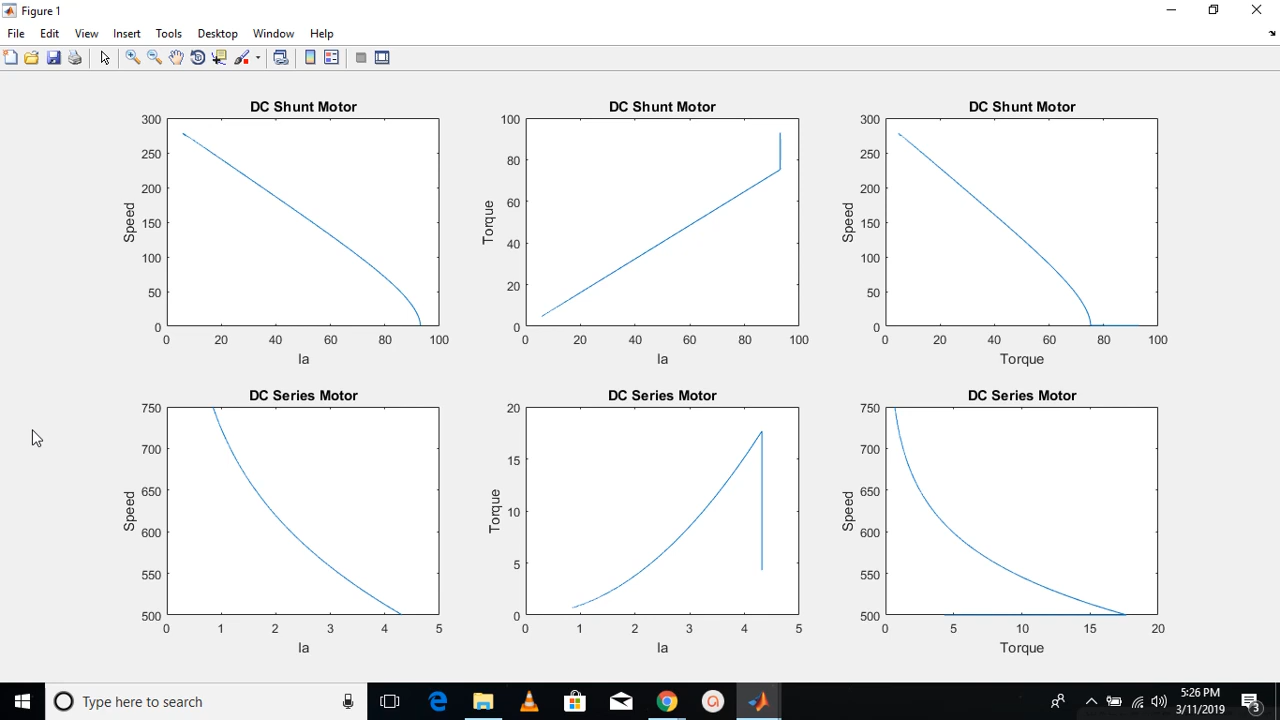 Figure 1
File Edit View Insert Tools Desktop Window Help
DC Shunt Motor
300
250
200
150
100
50
0
Speed
0 20 40 60 80 100
Ia
DC Shunt Motor
100
80
60
40
20
0
Torque
0 20 40 60 80 100
Ia
DC Shunt Motor
300
250
200
150
100
50
0
Speed
0 20 40 60 80 100
Torque
DC Series Motor
750
700
650
600
550
500
Speed
0 1 2 3 4 5
Ia
DC Series Motor
20
15
10
5
0
Torque
0 1 2 3 4 5
Ia
DC Series Motor
750
700
650
600
550
500
Speed
0 5 10 15 20
Torque
Type here to search
5:26 PM
3/11/2019
3